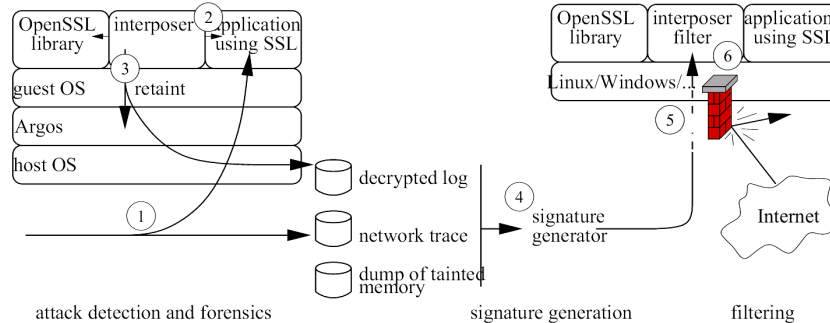 OpenSSL
library
interposer
2
application
using SSL
3
guest OS
retaint
Argos
host OS
1
decrypted log
network trace
dump of tainted
memory
4
signature
generator
OpenSSL
library
interposer
filter
application
using SSL
6
Linux/Windows/...
5
Internet
attack detection and forensics
signature generation
filtering